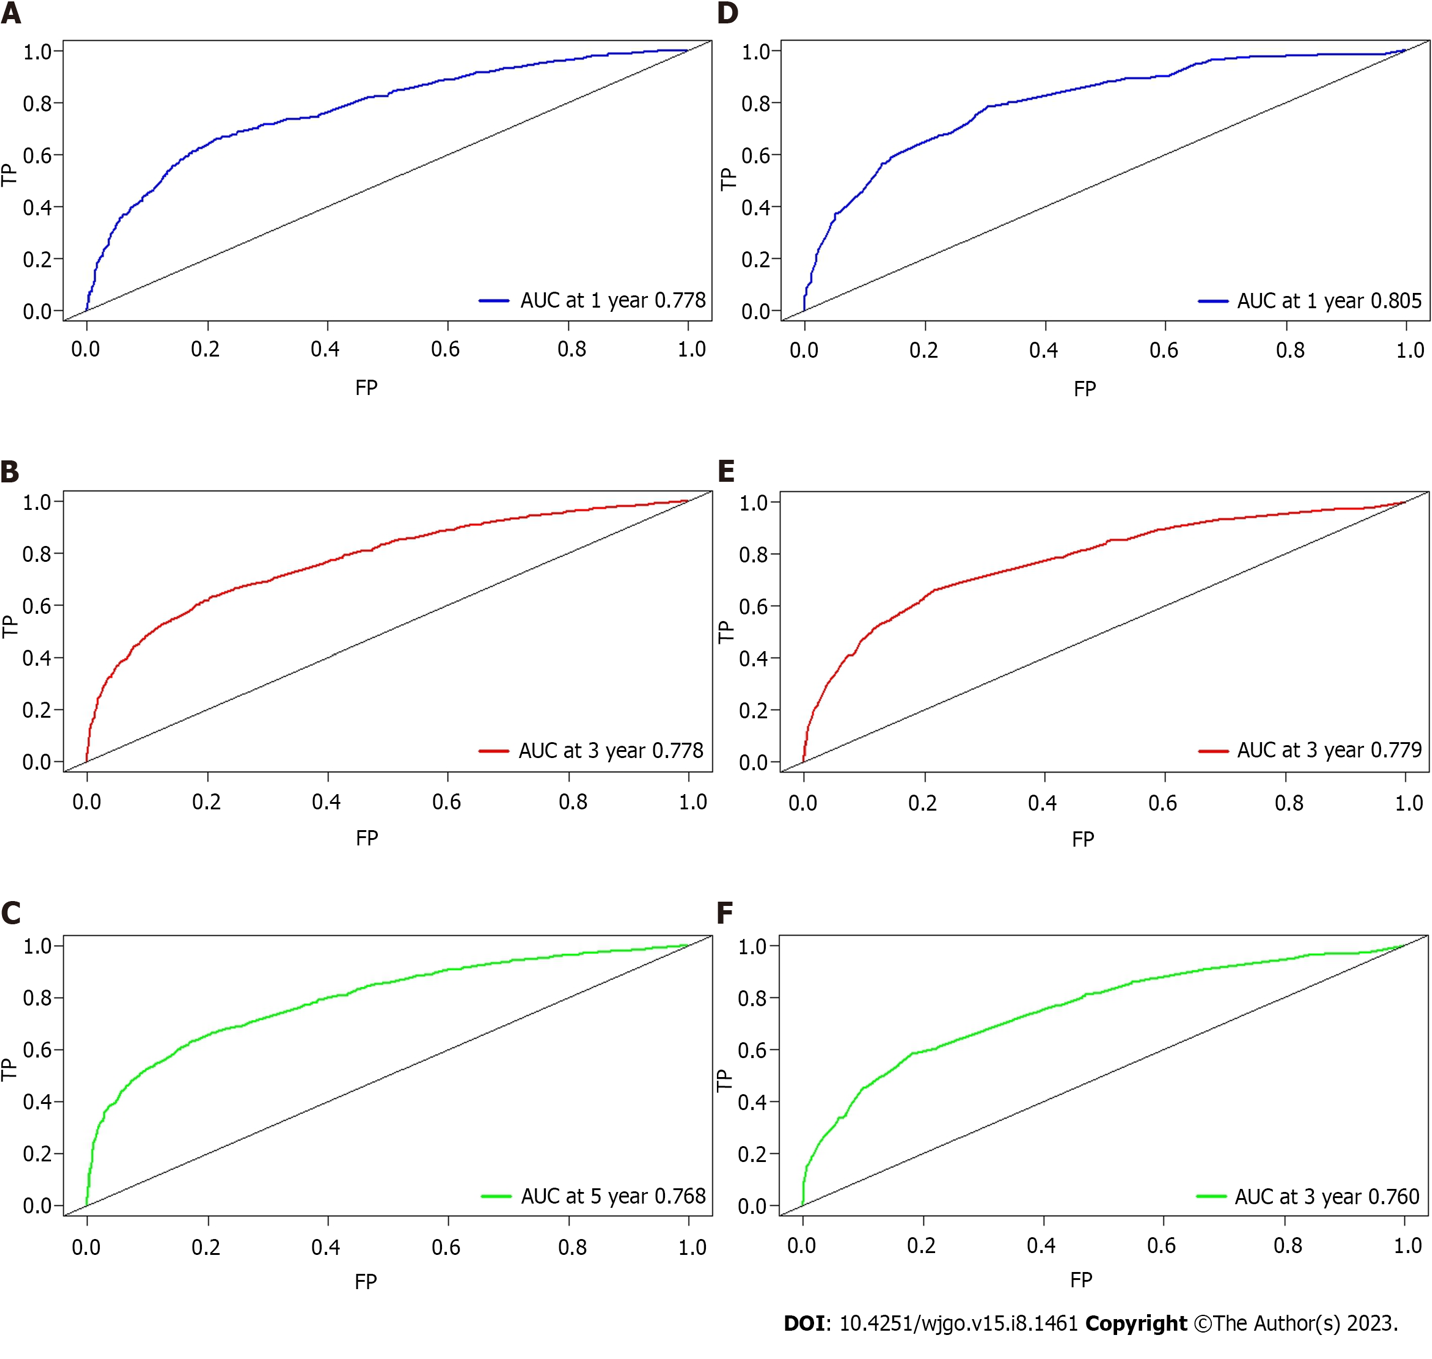 A
1.0
0.8
0.6
0.4
0.2
0.0
TP
AUC at 1 year 0.778
0.0 0.2 0.4 0.6 0.8 1.0
FP
D
1.0
0.8
0.6
0.4
0.2
0.0
TP
AUC at 1 year 0.805
0.0 0.2 0.4 0.6 0.8 1.0
FP
B
1.0
0.8
0.6
0.4
0.2
0.0
TP
AUC at 3 year 0.778
0.0 0.2 0.4 0.6 0.8 1.0
FP
E
1.0
0.8
0.6
0.4
0.2
0.0
TP
AUC at 3 year 0.779
0.0 0.2 0.4 0.6 0.8 1.0
FP
C
1.0
0.8
0.6
0.4
0.2
0.0
TP
AUC at 5 year 0.768
0.0 0.2 0.4 0.6 0.8 1.0
FP
F
1.0
0.8
0.6
0.4
0.2
0.0
TP
AUC at 3 year 0.760
0.0 0.2 0.4 0.6 0.8 1.0
FP
DOI: 10.4251/wjgo.v15.i8.1461 Copyright ©The Author(s) 2023.